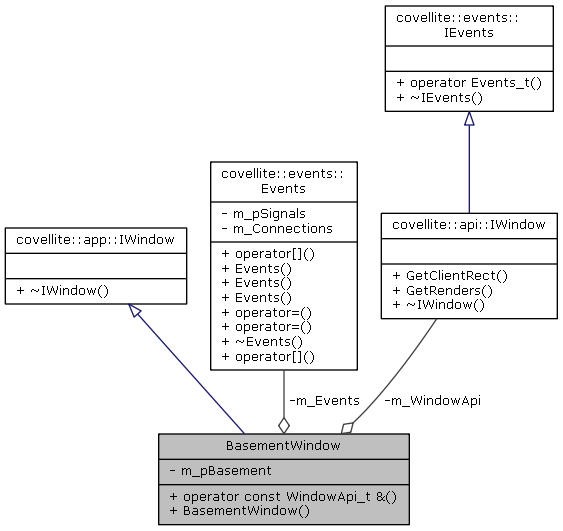 covellite::events::
IEvents
+ operator Events_t()
+ ~IEvents()
covellite::events::
Events
- m_pSignals
- m_Connections
+ operator[]()
+ Events()
+ Events()
+ Events()
+ operator=()
+ operator=()
+ ~Events()
+ operator[]()
covellite::app::IWindow
+ ~IWindow()
covellite::api::IWindow
+ GetClientRect()
+ GetRenders()
+ ~IWindow()
-m_Events
-m_WindowApi
BasementWindow
- m_pBasement
+ operator const WindowApi_t &()
+ BasementWindow()